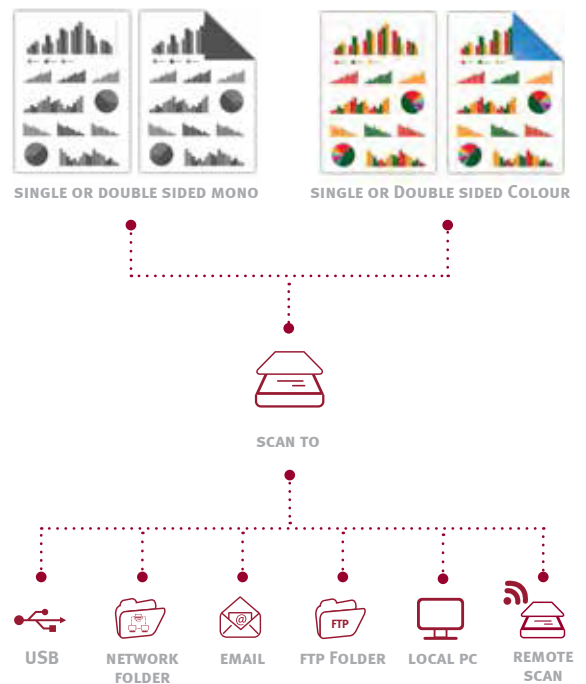 SINGLE OR DOUBLE SIDED MONO
SINGLE OR DOUBLE SIDED COLOUR
SCAN TO
@
FTP
USB
NETWORK
FOLDER
EMAIL
FTP FOLDER
LOCAL PC
REMOTE
SCAN